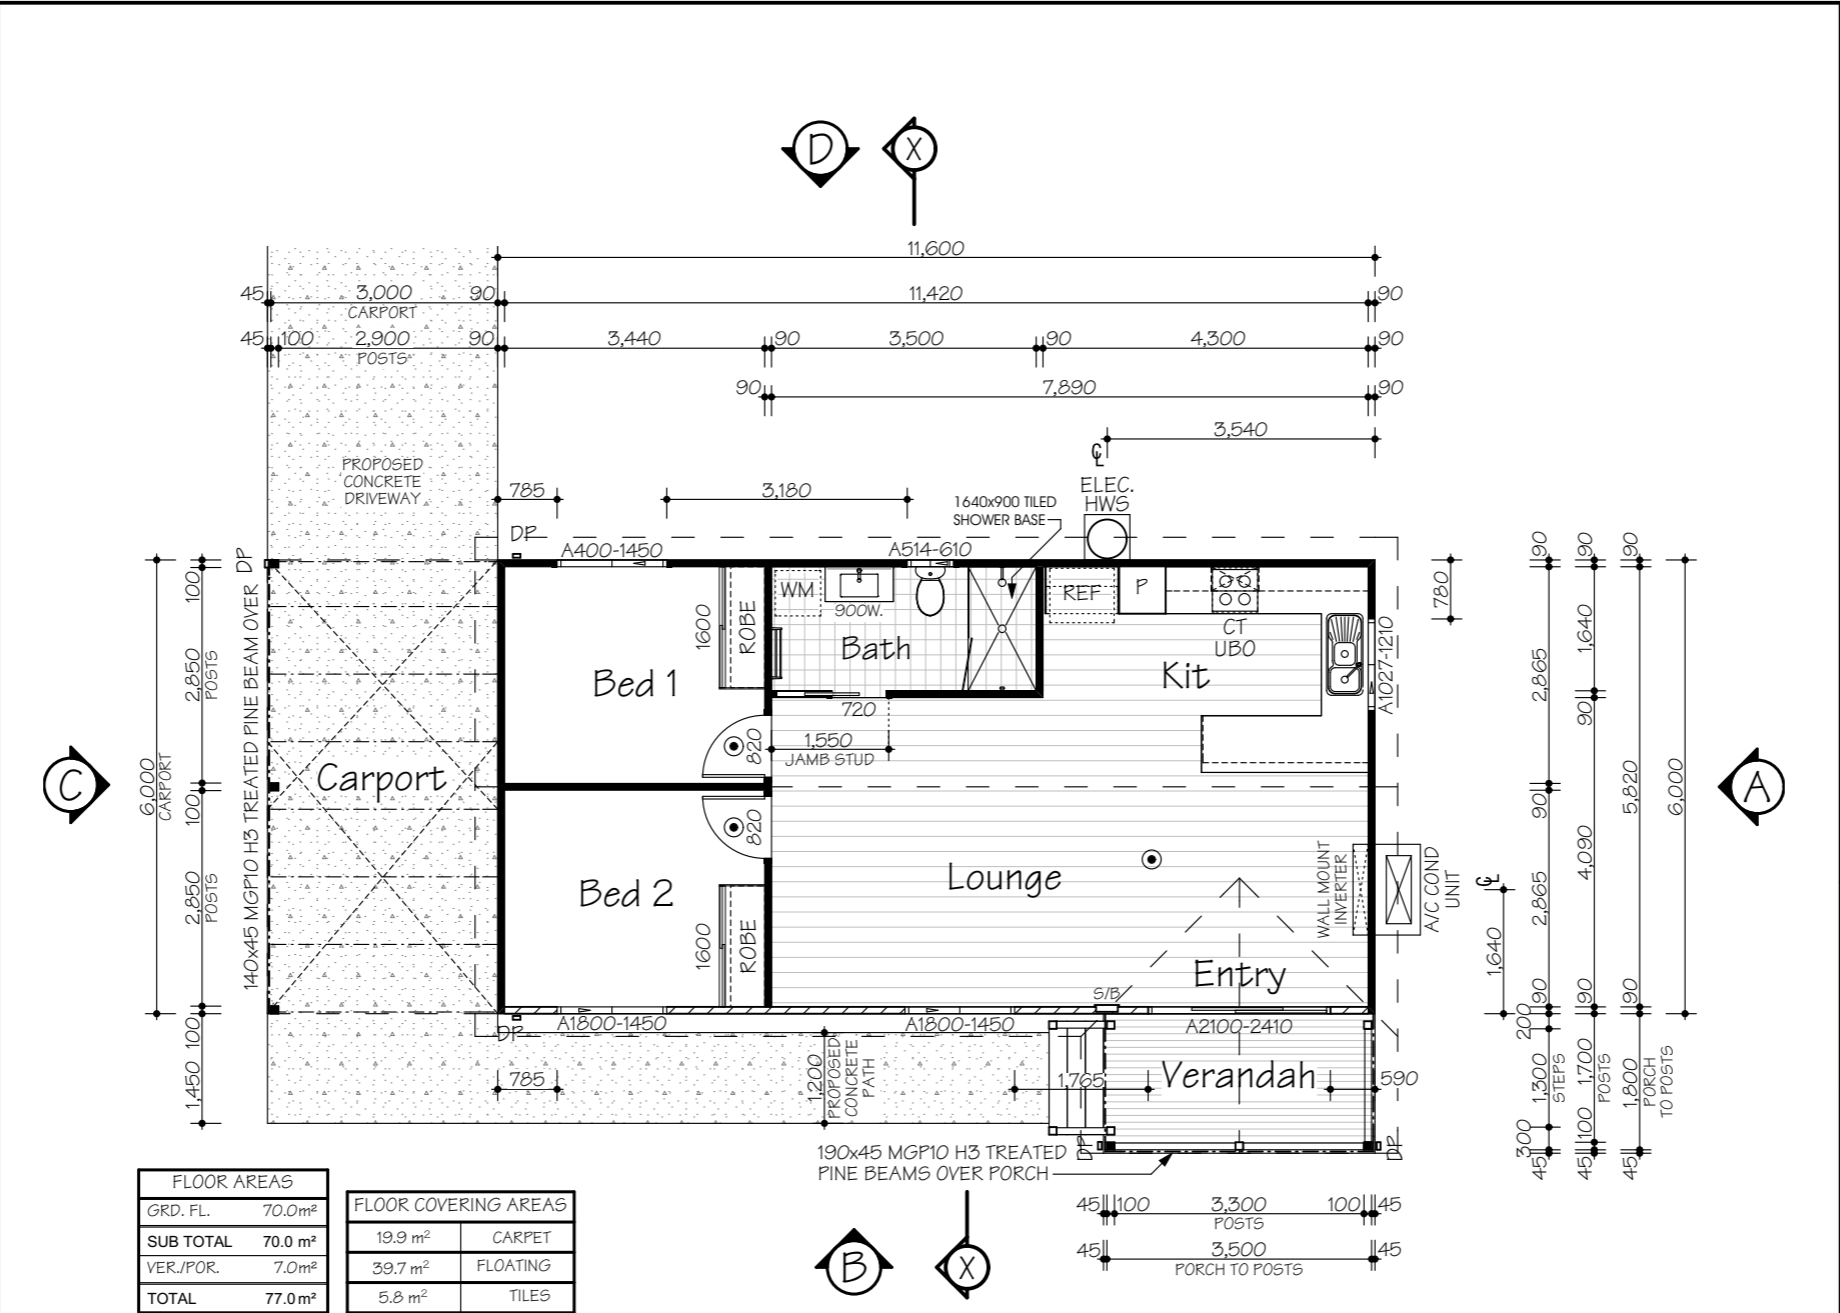 D
X
11,600
45
3,000
90
11,420
90
CARPORT
45
100
2,900
90
3,440
90
3,500
90
4,300
90
POSTS
90
7,890
90
3,540
PROPOSED
CONCRETE
DRIVEWAY
785
3,180
1640x900 TILED
SHOWER BASE
ELEC.
HWS
DP
DP
A400-1450
A514-610
WM
900W.
REF
P
CT
UBO
1600
ROBE
Bath
Bed 1
Kit
A1027-1210
780
720
820
1,550
JAMB STUD
Carport
140x45 MGP10 H3 TREATED PINE BEAM OVER
6,000
CARPORT
100
2,850
POSTS
100
2,850
POSTS
100
1,450
C
A
820
Bed 2
1600
ROBE
Lounge
WALL MOUNT
INVERTER
A/C COND
UNIT
Entry
S/B
1,640
90
2,865
90
2,865
90
200
1,300
STEPS
300
45
90
1,640
90
4,090
90
1,700
POSTS
100
45
90
5,820
90
1,800
PORCH
TO POSTS
45
6,000
DP
A1800-1450
A1800-1450
A2100-2410
785
1,200
PROPOSED
CONCRETE
PATH
1,765
Verandah
590
DP
DP
190x45 MGP10 H3 TREATED
PINE BEAMS OVER PORCH
45
100
3,300
100
45
POSTS
45
3,500
45
PORCH TO POSTS
B
X
FLOOR AREAS
GRD. FL. 70.0m²
SUB TOTAL 70.0 m²
VER./POR. 7.0m²
TOTAL 77.0 m²
FLOOR COVERING AREAS
19.9 m² CARPET
39.7 m² FLOATING
5.8 m² TILES